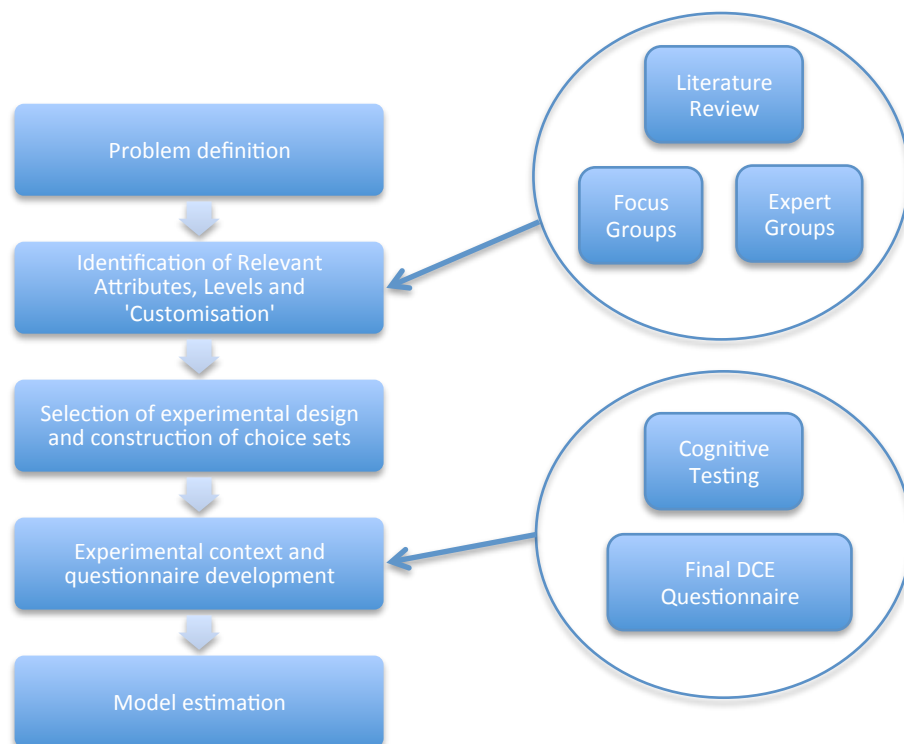 Problem definition
Identification of Relevant
Attributes, Levels and
'Customisation'
Selection of experimental design
and construction of choice sets
Experimental context and
questionnaire development
Model estimation
Literature
Review
Focus
Groups
Expert
Groups
Cognitive
Testing
Final DCE
Questionnaire